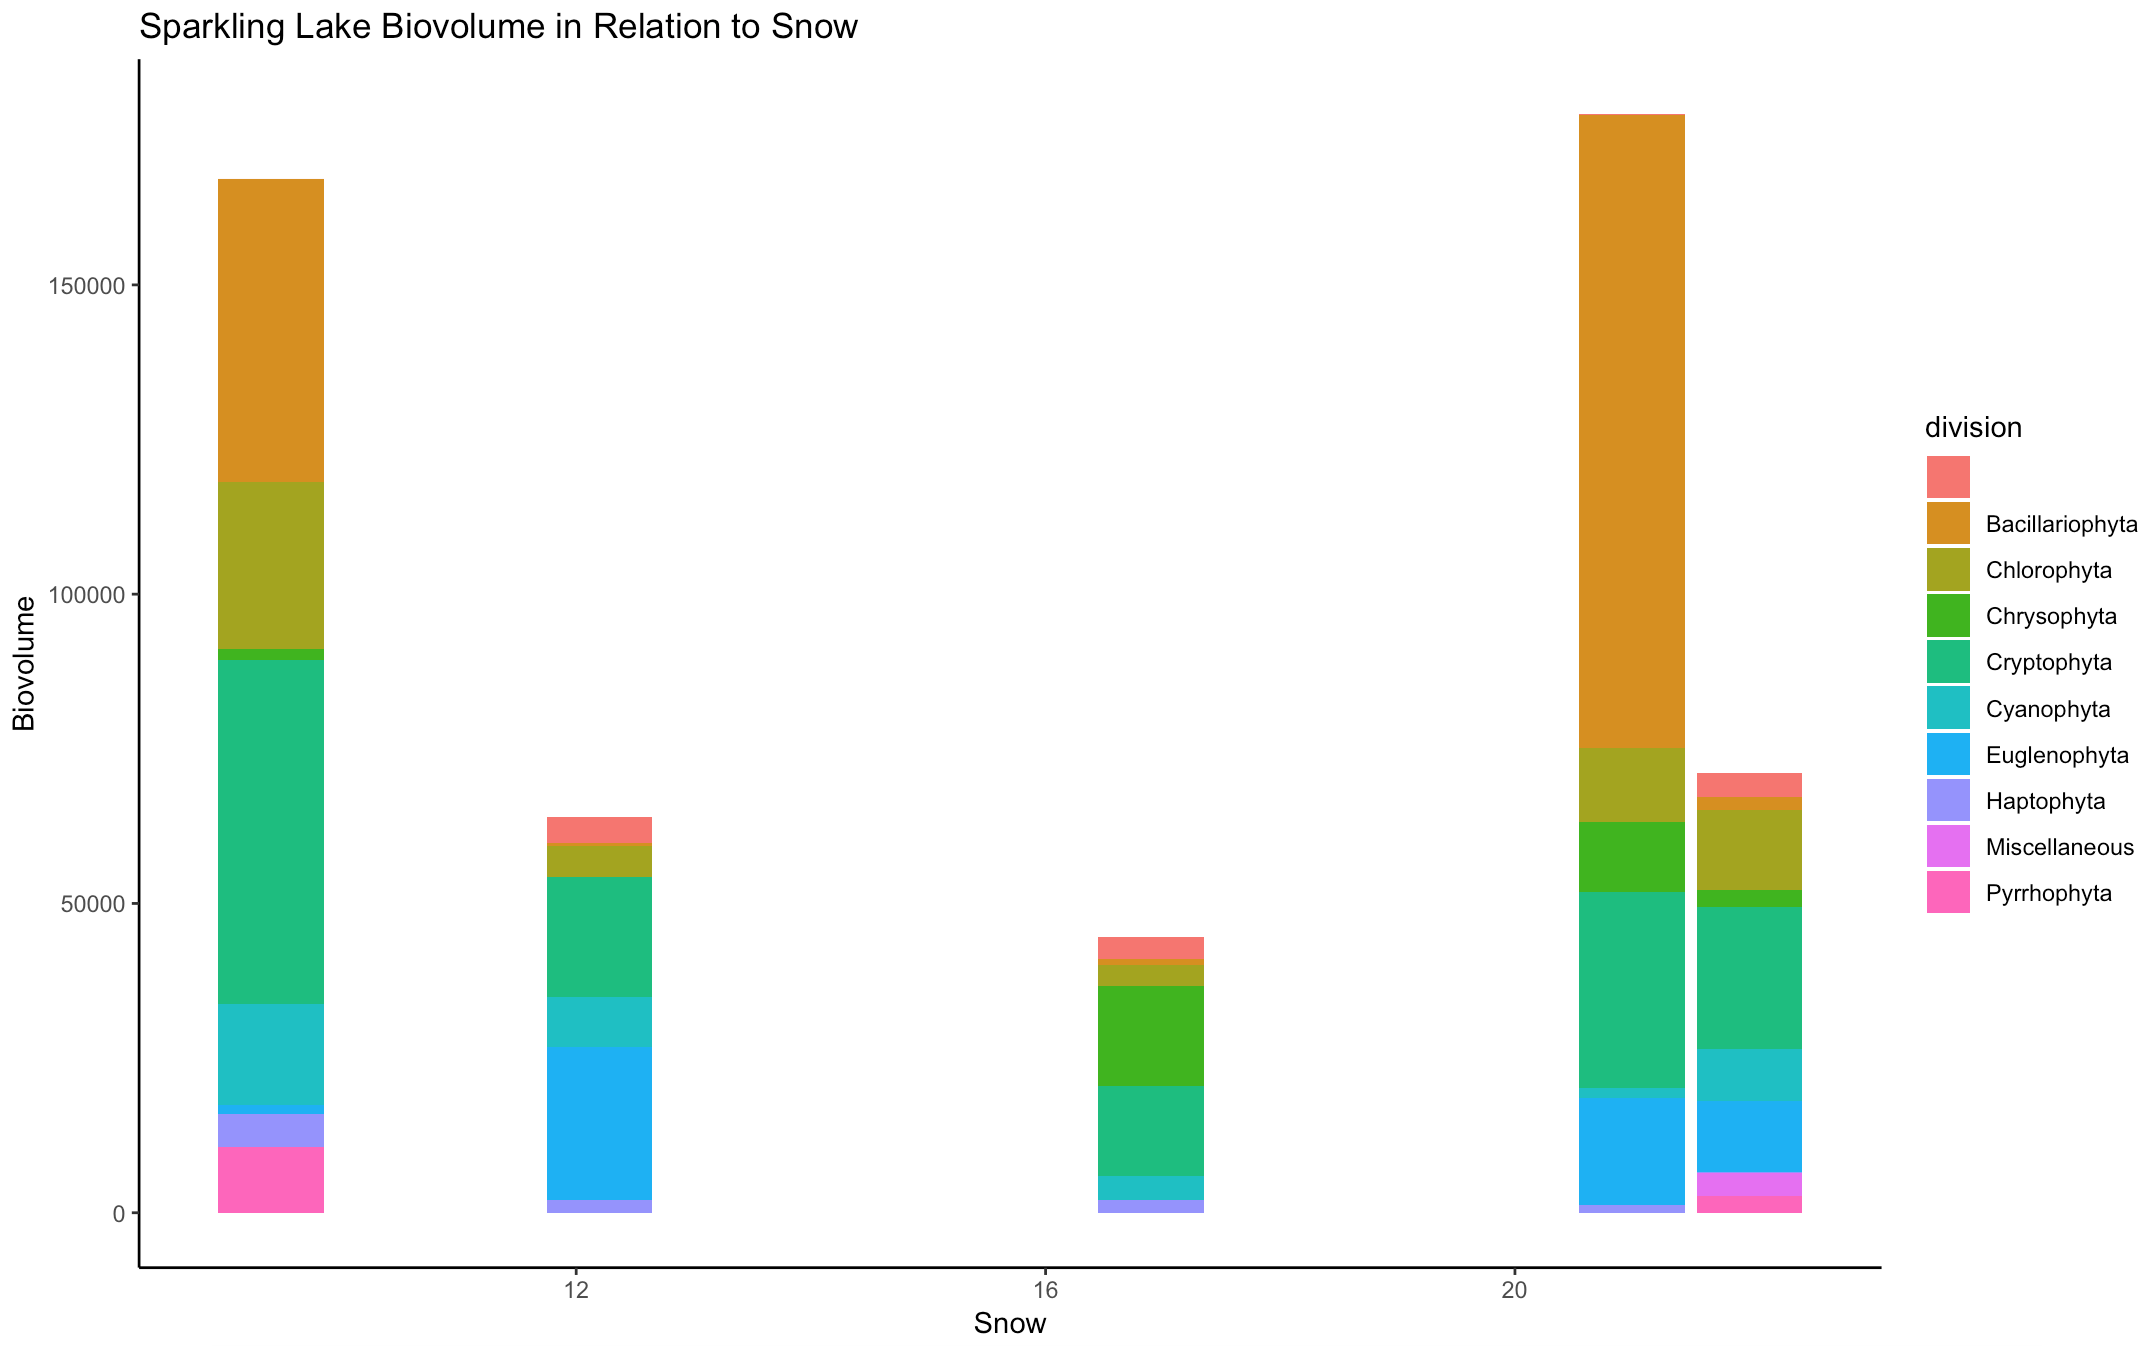 Sparkling Lake Biovolume in Relation to Snow
Biovolume
150000
100000
50000
0
12 16 20
Snow
division
Bacillariophyta
Chlorophyta
Chrysophyta
Cryptophyta
Cyanophyta
Euglenophyta
Haptophyta
Miscellaneous
Pyrrhophyta